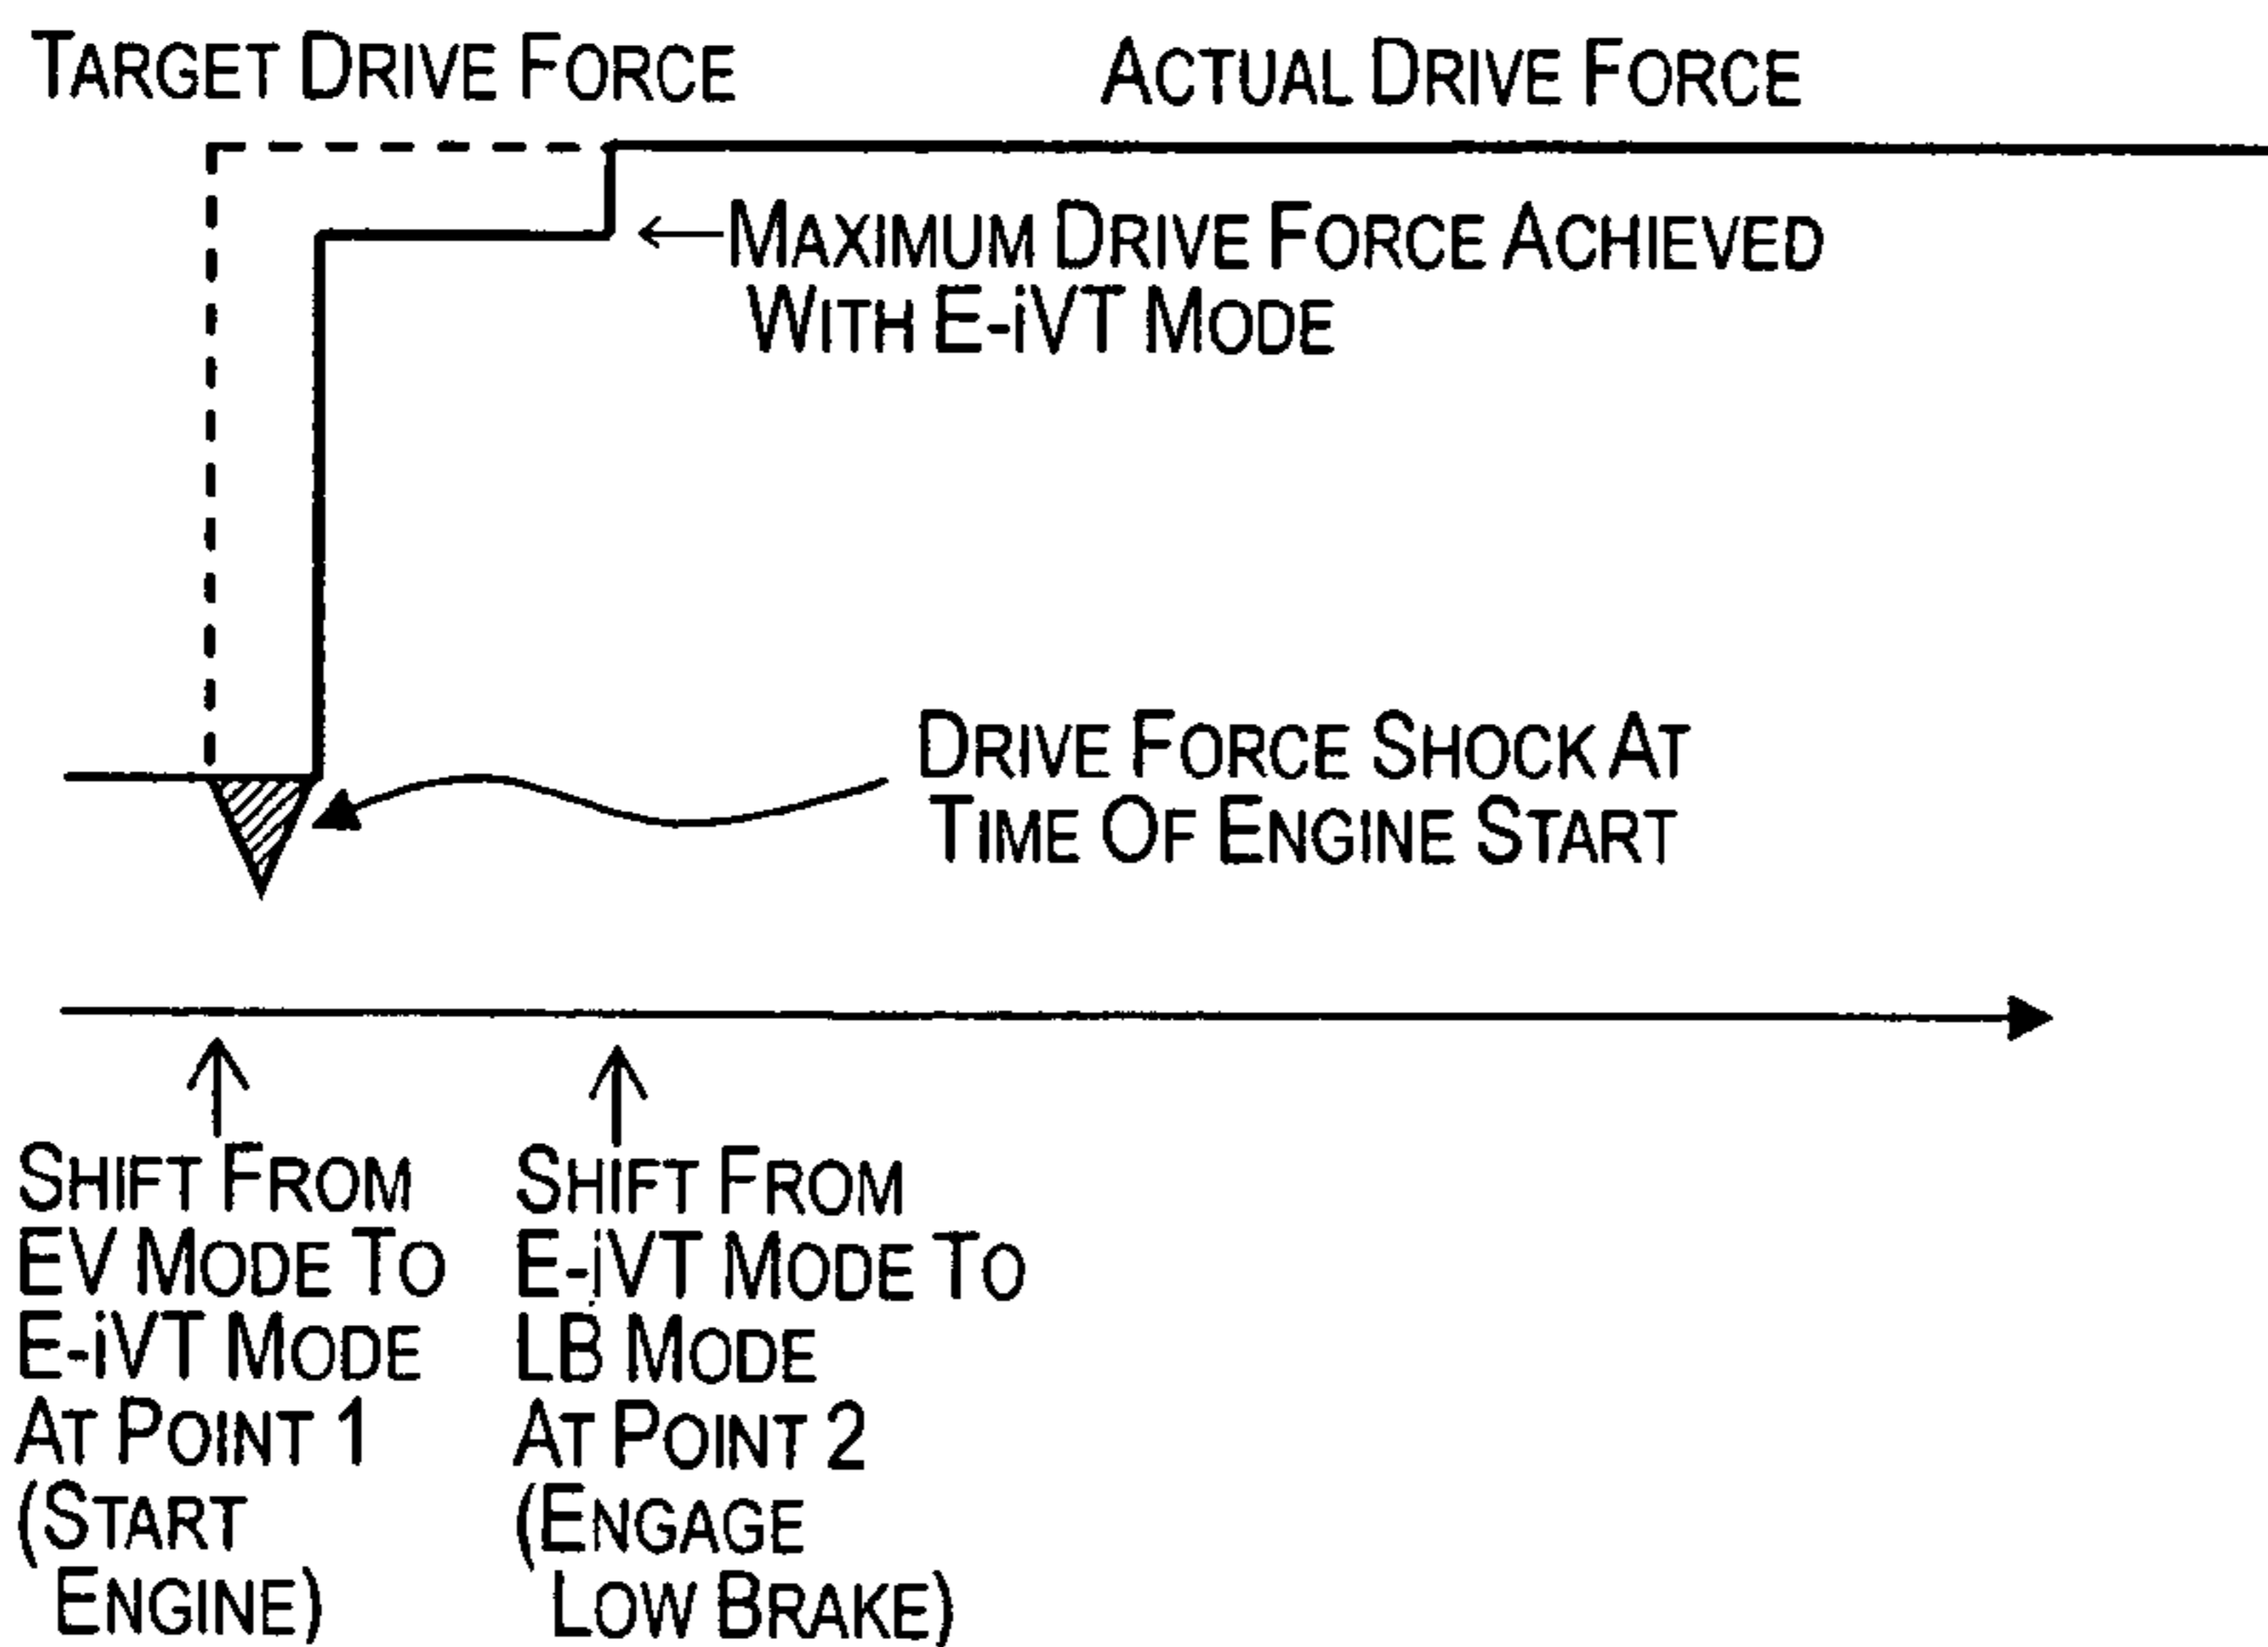 TARGET DRIVE FORCE
ACTUAL DRIVE FORCE
MAXIMUM DRIVE FORCE ACHIEVED
WITH E-iVT MODE
DRIVE FORCE SHOCK AT
TIME OF ENGINE START
SHIFT FROM
EV MODE TO
E-iVT MODE
AT POINT 1
(START
ENGINE)
SHIFT FROM
E-iVT MODE TO
LB MODE
AT POINT 2
(ENGAGE
LOW BRAKE)